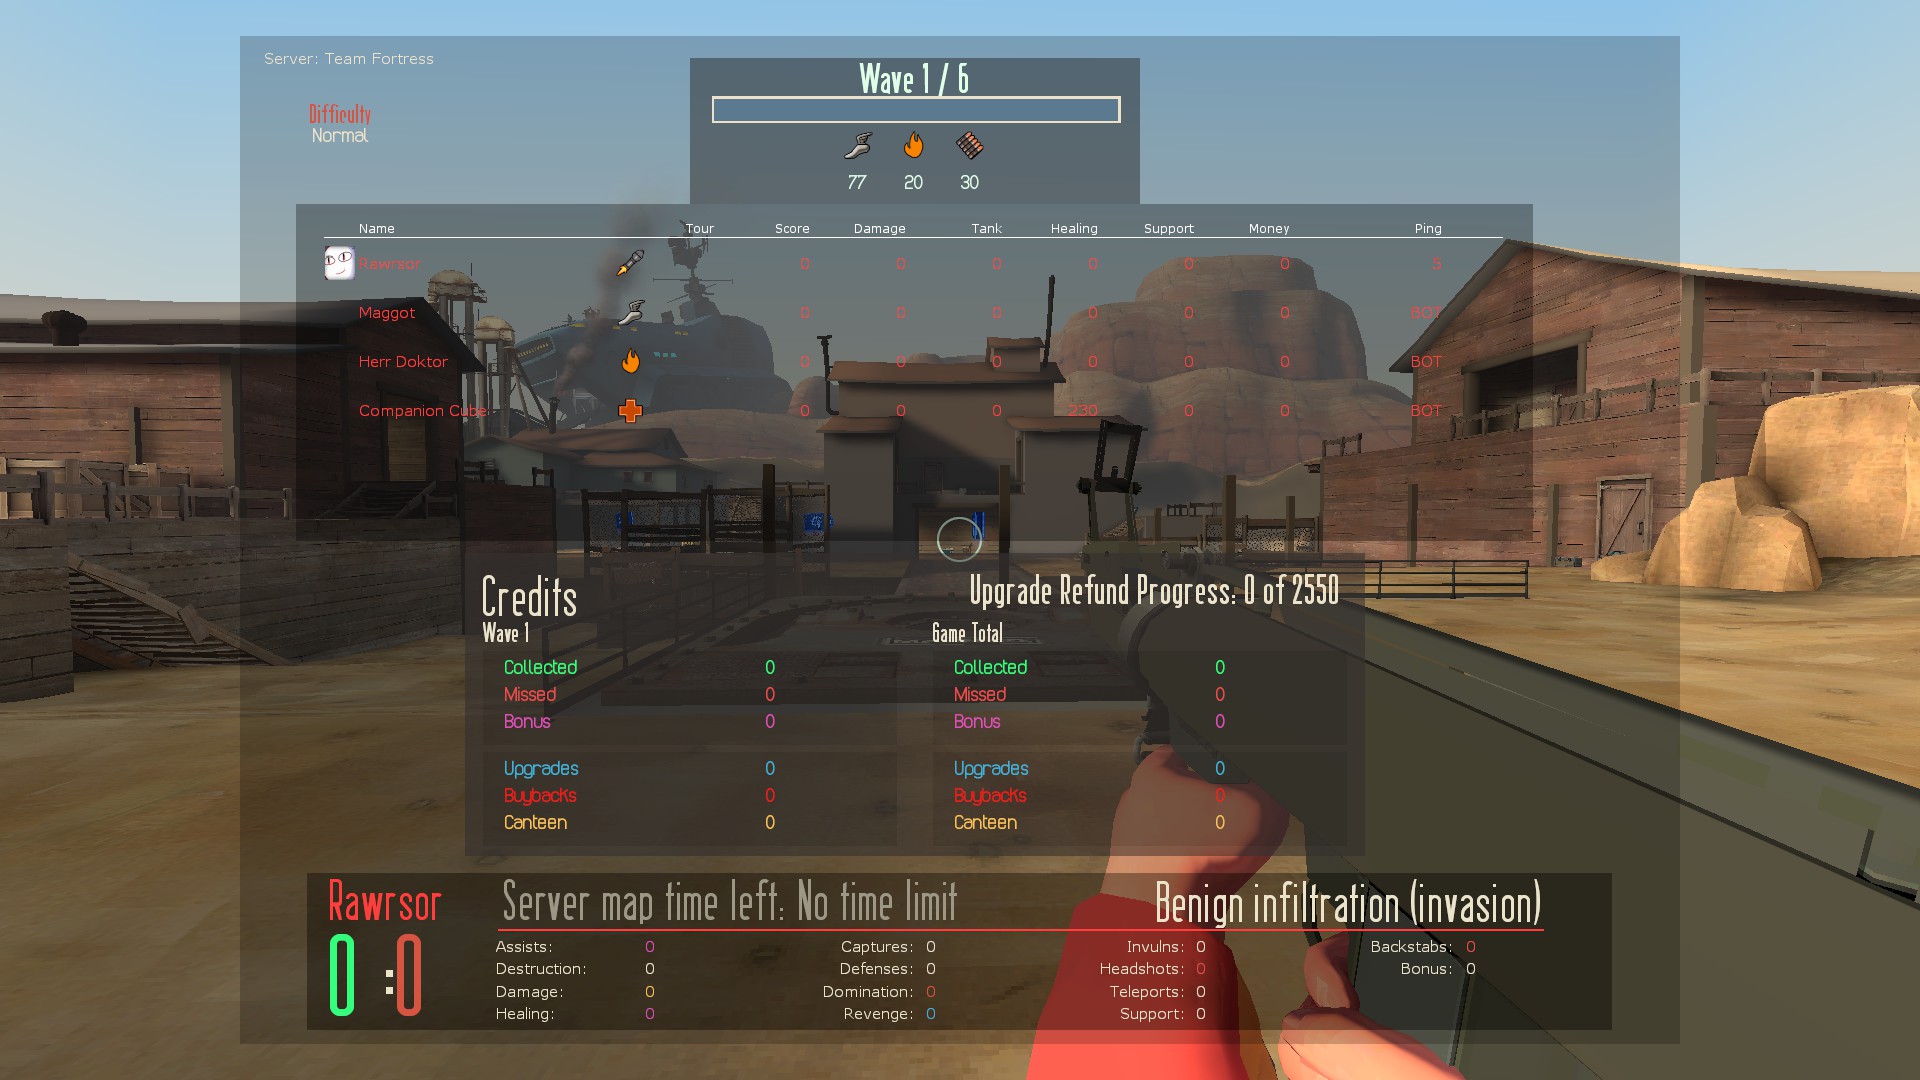 Server: Team Fortress
Wave 1 / 6
Difficulty
Normal
77 20 30
Name Tour Score Damage Tank Healing Support Money Ping
Rawrsor 0 0 0 0 0 0 5
Maggot 0 0 0 0 0 0 BOT
Herr Doktor 0 0 0 0 0 0 BOT
Companion Cube 0 0 0 230 0 0 BOT
Credits
Upgrade Refund Progress: 0 of 2550
Wave 1
Game Total
Collected 0
Collected 0
Missed 0
Missed 0
Bonus 0
Bonus 0
Upgrades 0
Upgrades 0
Buybacks 0
Buybacks 0
Canteen 0
Canteen 0
Rawrsor
Server map time left: No time limit
Benign infiltration (invasion)
0 :0
Assists: 0 Captures: 0 Invulns: 0 Backstabs: 0
Destruction: 0 Defenses: 0 Headshots: 0 Bonus: 0
Damage: 0 Domination: 0 Teleports: 0
Healing: 0 Revenge: 0 Support: 0